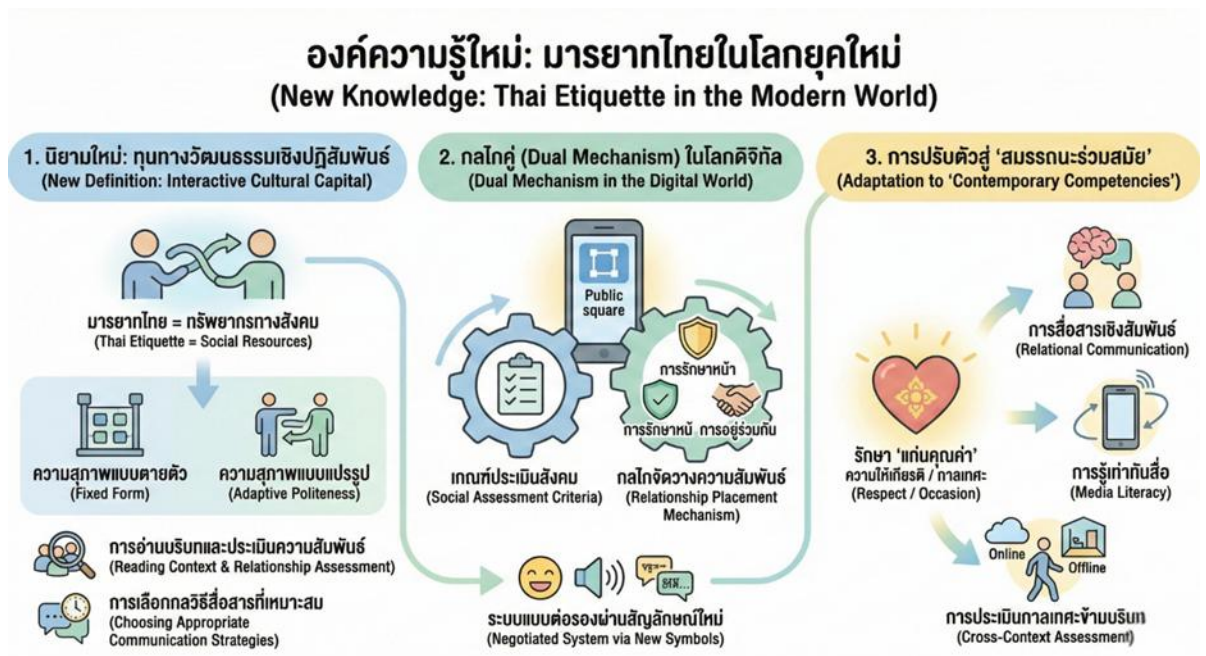 องค์ความรู้ใหม่: มารยาทไทยในโลกยุคใหม่
(New Knowledge: Thai Etiquette in the Modern World)
1. นิยามใหม่: ทุนทางวัฒนธรรมเชิงปฏิสัมพันธ์
(New Definition: Interactive Cultural Capital)
มารยาทไทย = ทรัพยากรทางสังคม
(Thai Etiquette = Social Resources)
ความสุภาพแบบตายตัว
(Fixed Form)
ความสุภาพแบบแปรรูป
(Adaptive Politeness)
การอ่านบริบทและประเมินความสัมพันธ์
(Reading Context & Relationship Assessment)
การเลือกกลวิธีสื่อสารที่เหมาะสม
(Choosing Appropriate
Communication Strategies)
2. กลไกคู่ (Dual Mechanism) ในโลกดิจิทัล
(Dual Mechanism in the Digital World)
Public
square
การรักษาหน้า
การรักษหน้
การอยู่ร่วมกัน
เกณฑ์ประเมินสังคม
(Social Assessment Criteria)
กลไกจัดวางความสัมพันธ์
(Relationship Placement
Mechanism)
ระบบแบบต่อรองผ่านสัญลักษณ์ใหม่
(Negotiated System via New Symbols)
3. การปรับตัวสู่ ‘สมรรถนะร่วมสมัย’
(Adaptation to ‘Contemporary Competencies’)
รักษา ‘แก่นคุณค่า’
ความให้เกียรติ / กาลเทศะ
(Respect / Occasion)
การสื่อสารเชิงสัมพันธ์
(Relational Communication)
การรู้เท่าทันสื่อ
(Media Literacy)
Online
Offline
การประเมินกาลเทศะข้ามบริบท
(Cross-Context Assessment)